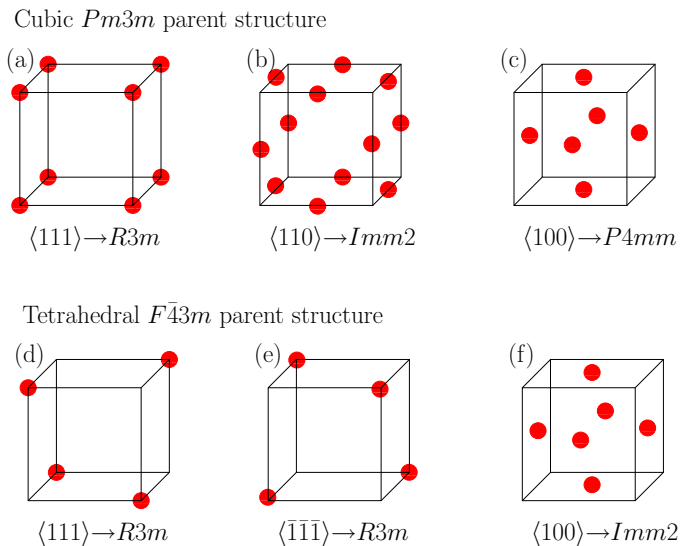 Cubic Pm3m parent structure
(a) (b) (c)
⟨111⟩→R3m ⟨110⟩→Imm2 ⟨100⟩→P4mm
Tetrahedral F4̄3m parent structure
(d) (e) (f)
⟨111⟩→R3m ⟨1̄1̄1̄⟩→R3m ⟨100⟩→Imm2